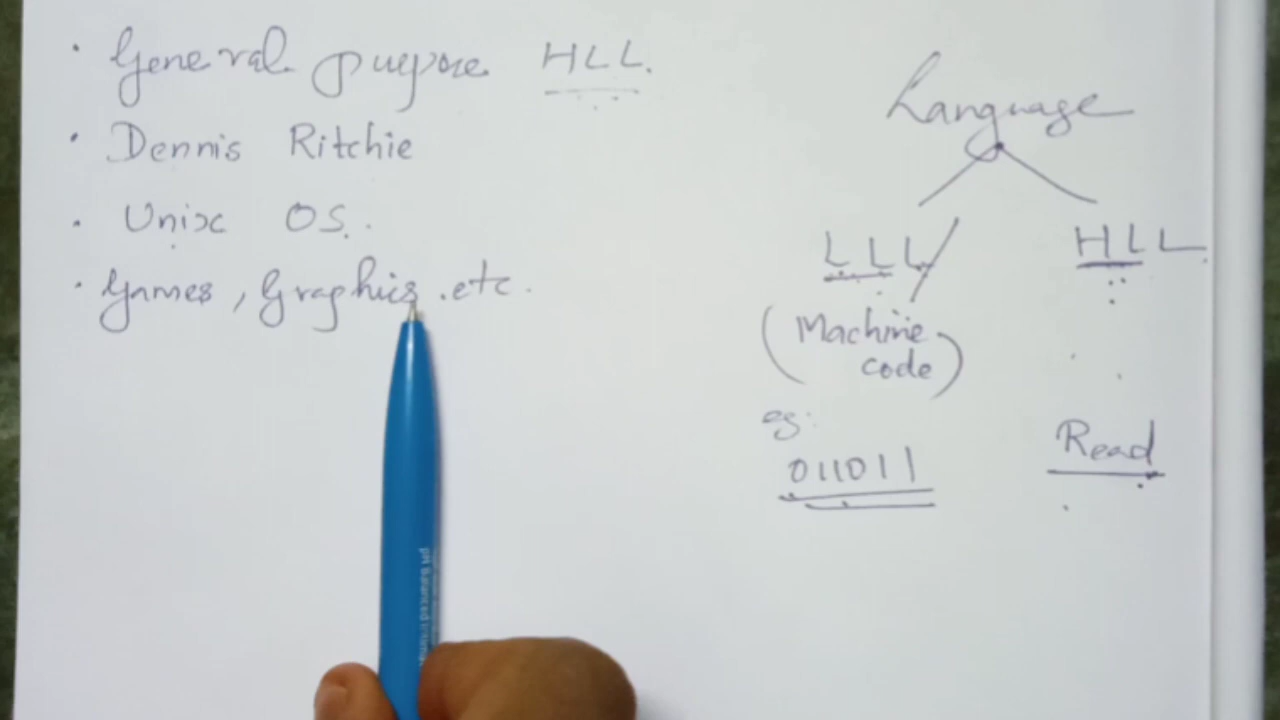 · General purpose HLL.
· Dennis Ritchie
· Unix OS.
· Games, Graphics.etc.
Language
LLL HLL
(Machine code)
eg:
011011 Read